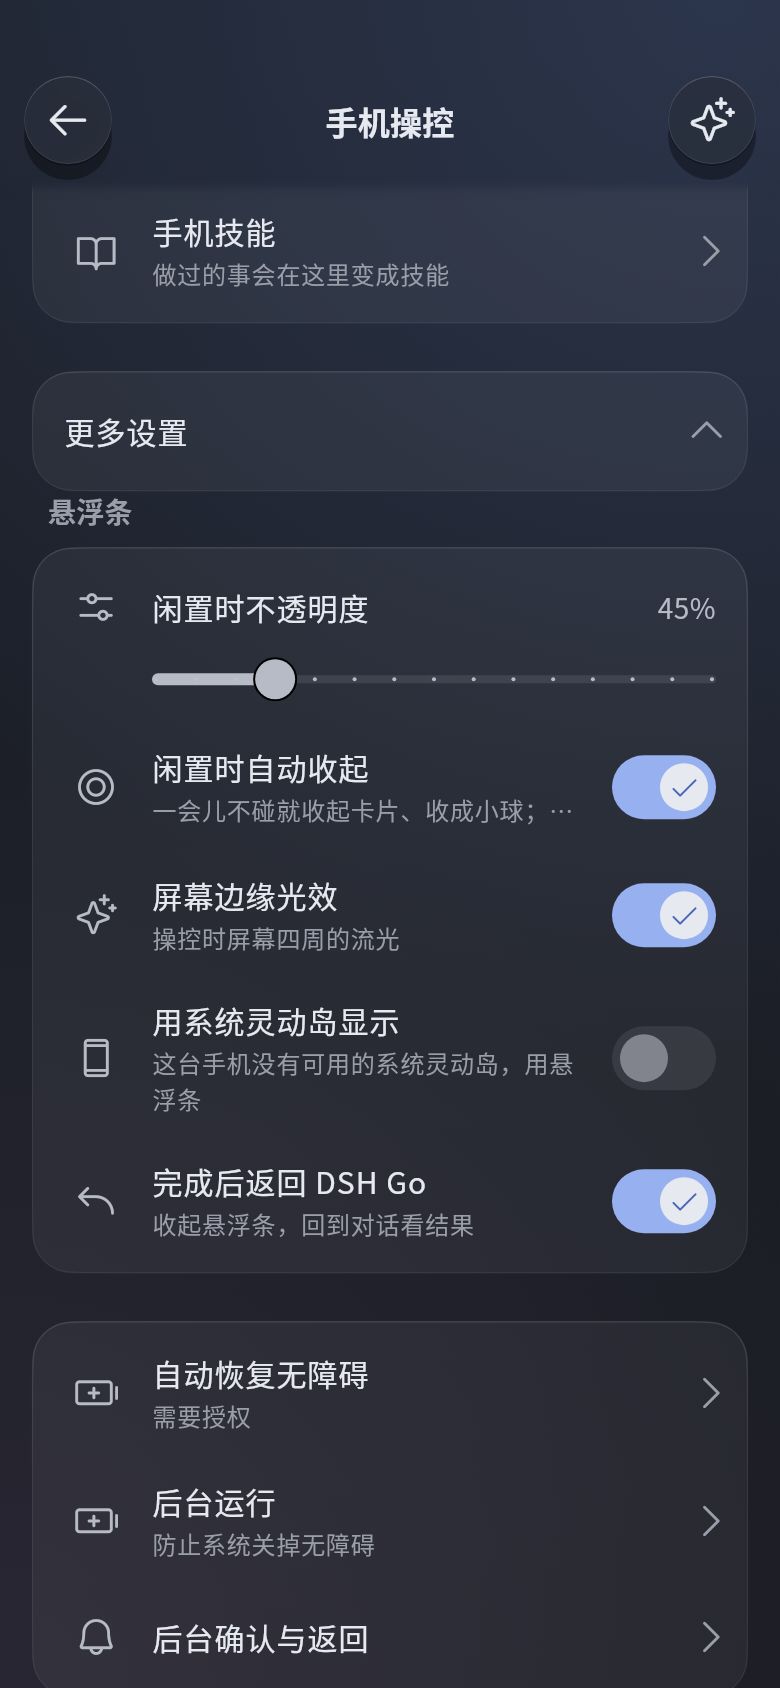 手机操控
手机技能
做过的事会在这里变成技能
更多设置
悬浮条
闲置时不透明度
45%
闲置时自动收起
一会儿不碰就收起卡片、收成小球；…
屏幕边缘光效
操控时屏幕四周的流光
用系统灵动岛显示
这台手机没有可用的系统灵动岛，用悬
浮条
完成后返回 DSH Go
收起悬浮条，回到对话看结果
自动恢复无障碍
需要授权
后台运行
防止系统关掉无障碍
后台确认与返回